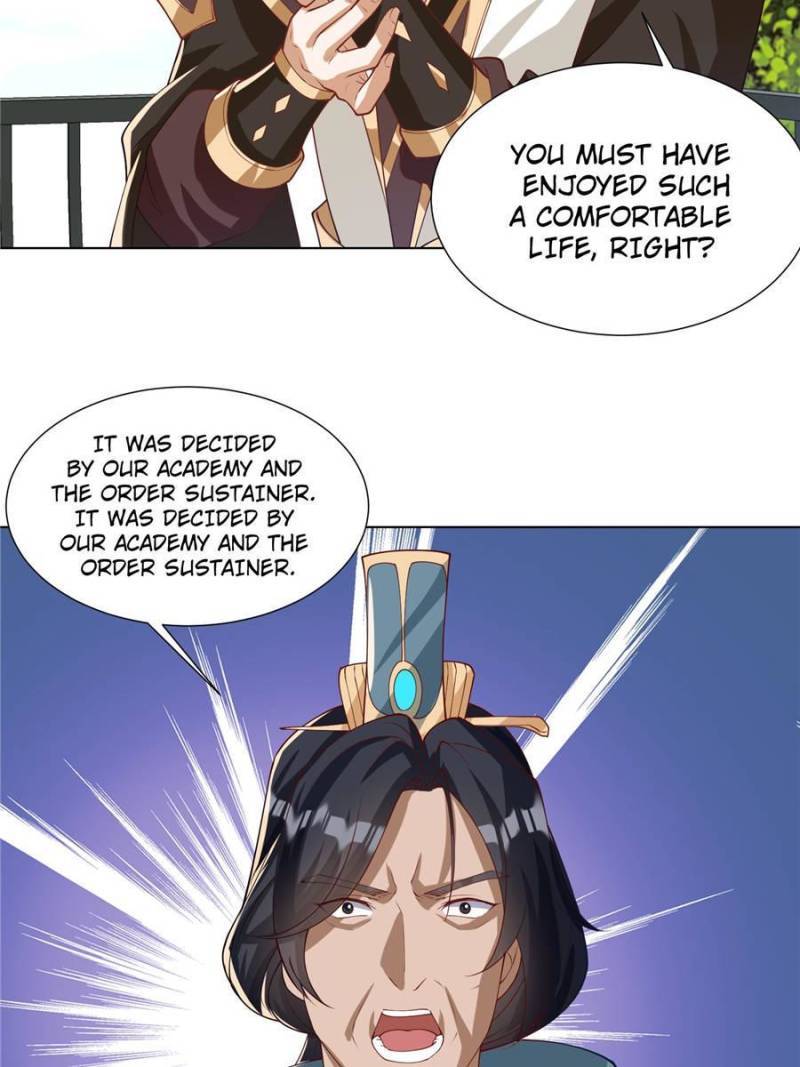 YOU MUST HAVE
ENJOYED SUCH
A COMFORTABLE
LIFE, RIGHT?
IT WAS DECIDED
BY OUR ACADEMY AND
THE ORDER SUSTAINER.
IT WAS DECIDED BY
OUR ACADEMY AND THE
ORDER SUSTAINER.